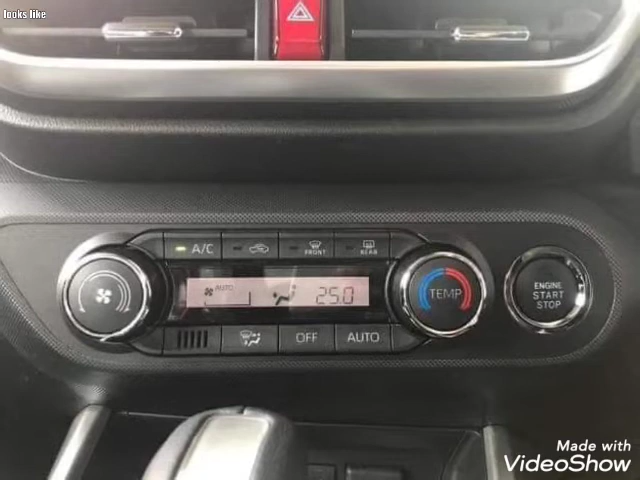 looks like
A/C
FRONT
REAR
AUTO
25.0
TEMP
ENGINE
START
STOP
OFF
AUTO
Made with
VideoShow